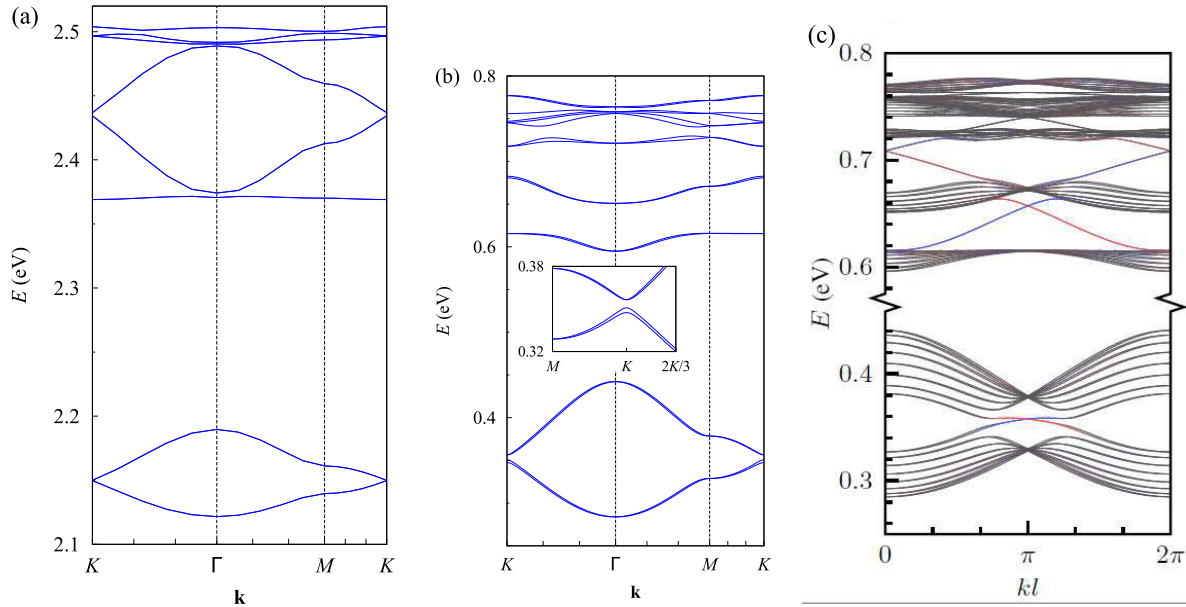 (a)
2.5
2.4
2.3
2.2
2.1
E (eV)
K Γ M K
k
(b)
0.8
0.6
0.4
E (eV)
0.38
0.32
M K 2K/3
K Γ M K
k
(c)
0.8
0.7
0.6
0.4
0.3
E (eV)
0 π 2π
kl